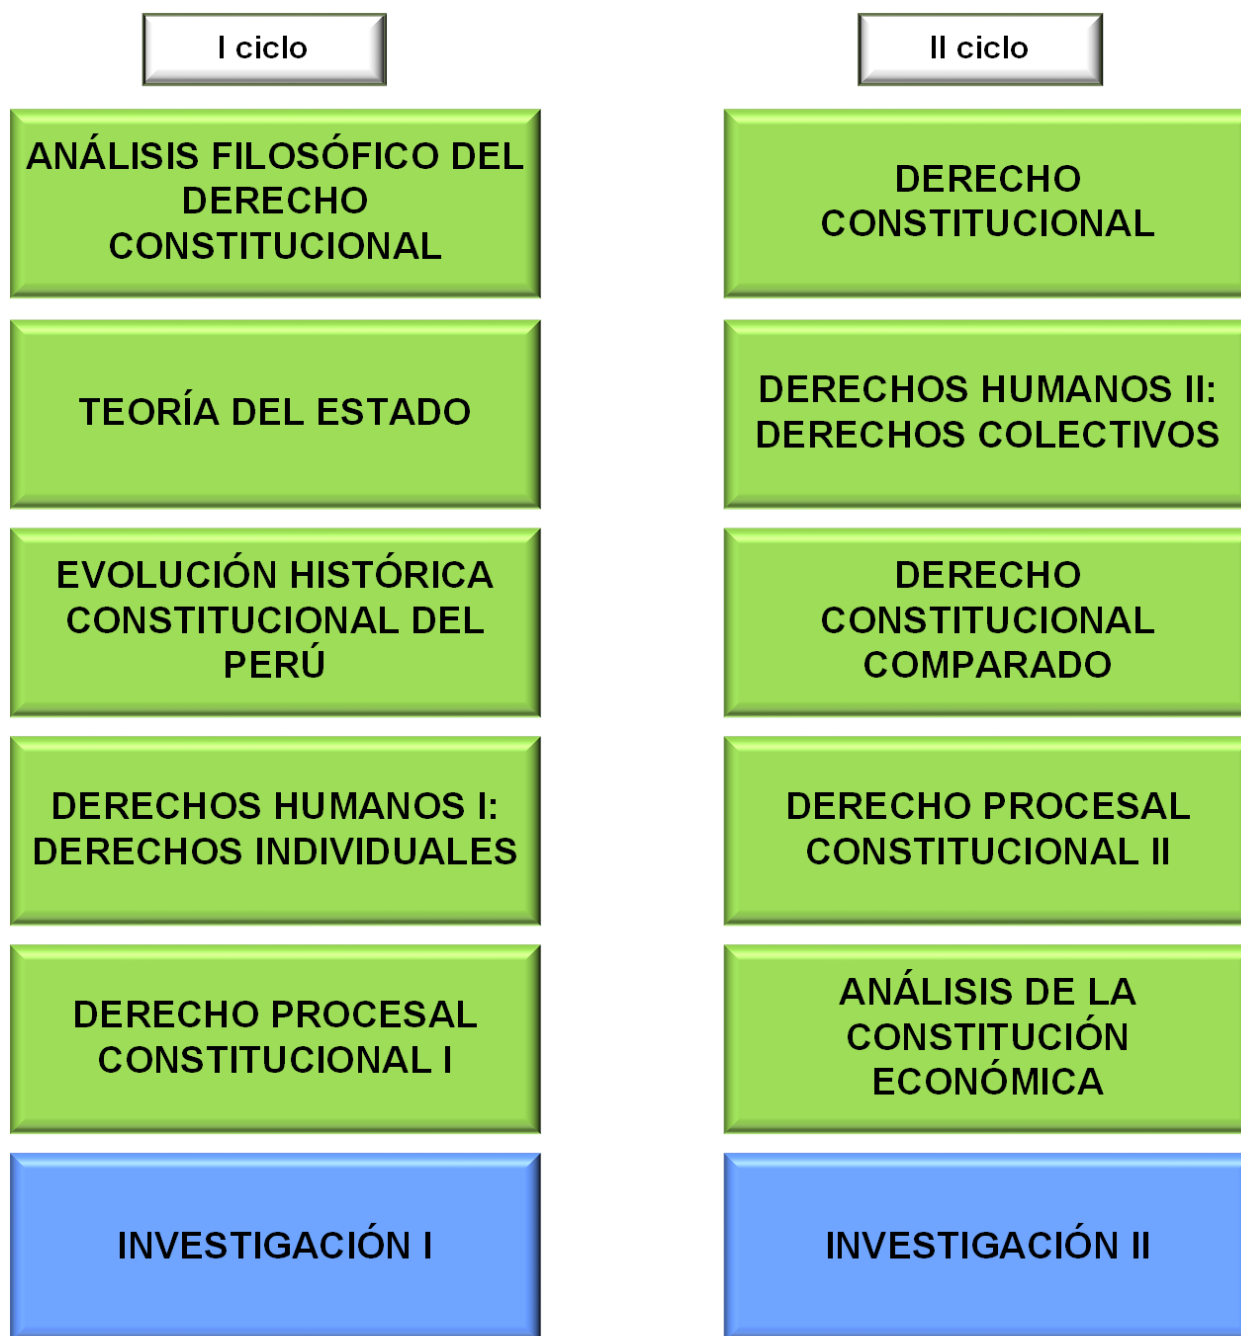 I ciclo
ANÁLISIS FILOSÓFICO DEL
DERECHO
CONSTITUCIONAL
TEORÍA DEL ESTADO
EVOLUCIÓN HISTÓRICA
CONSTITUCIONAL DEL
PERÚ
DERECHOS HUMANOS I:
DERECHOS INDIVIDUALES
DERECHO PROCESAL
CONSTITUCIONAL I
INVESTIGACIÓN I
II ciclo
DERECHO
CONSTITUCIONAL
DERECHOS HUMANOS II:
DERECHOS COLECTIVOS
DERECHO
CONSTITUCIONAL
COMPARADO
DERECHO PROCESAL
CONSTITUCIONAL II
ANÁLISIS DE LA
CONSTITUCIÓN
ECONÓMICA
INVESTIGACIÓN II